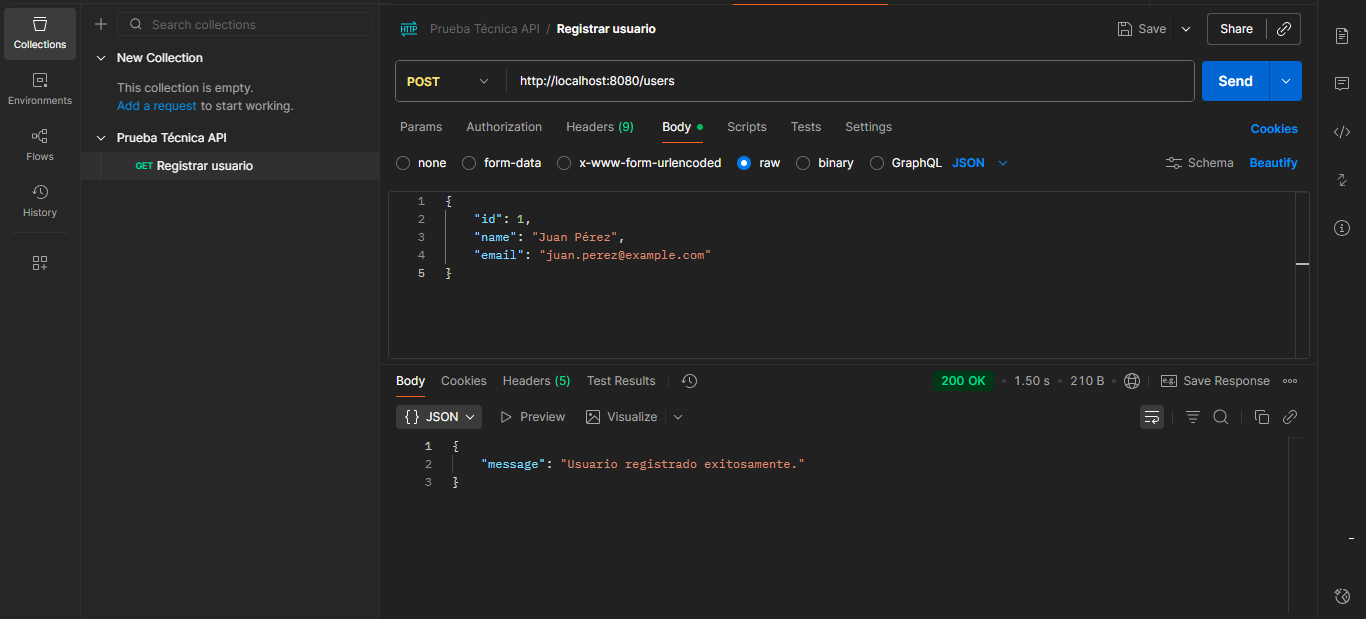 Collections
Environments
Flows
History
Search collections
New Collection
This collection is empty.
Add a request to start working.
Prueba Técnica API
GET Registrar usuario
HTTP Prueba Técnica API / Registrar usuario
Save
Share
POST http://localhost:8080/users
Send
Params Authorization Headers (9) Body Scripts Tests Settings Cookies
none form-data x-www-form-urlencoded raw binary GraphQL JSON Schema Beautify
1 {
2 "id": 1,
3 "name": "Juan Pérez",
4 "email": "juan.perez@example.com"
5 }
Body Cookies Headers (5) Test Results 200 OK • 1.50 s • 210 B • e.g. Save Response
{} JSON Preview Visualize
1 {
2 "message": "Usuario registrado exitosamente."
3 }